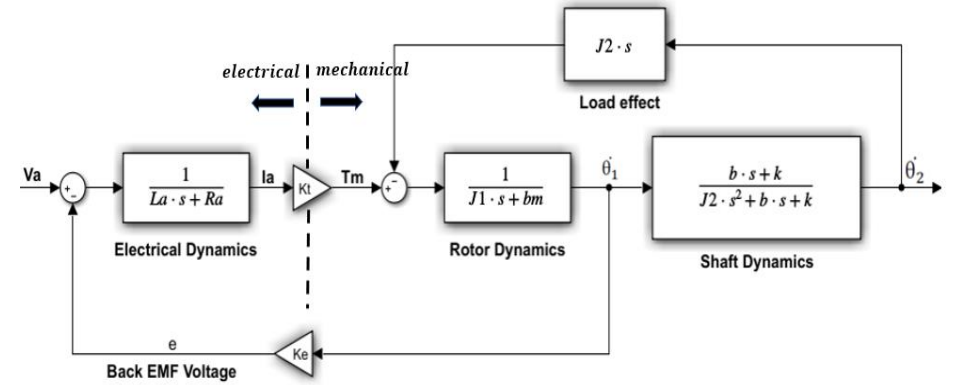 J2 · s
electrical | mechanical
Load effect
Va
+
−
1
La · s + Ra
Ia
Kt
Tm
+
−
1
J1 · s + bm
θ̇₁
b · s + k
J2 · s² + b · s + k
θ̇₂
Electrical Dynamics
Rotor Dynamics
Shaft Dynamics
e
Ke
Back EMF Voltage